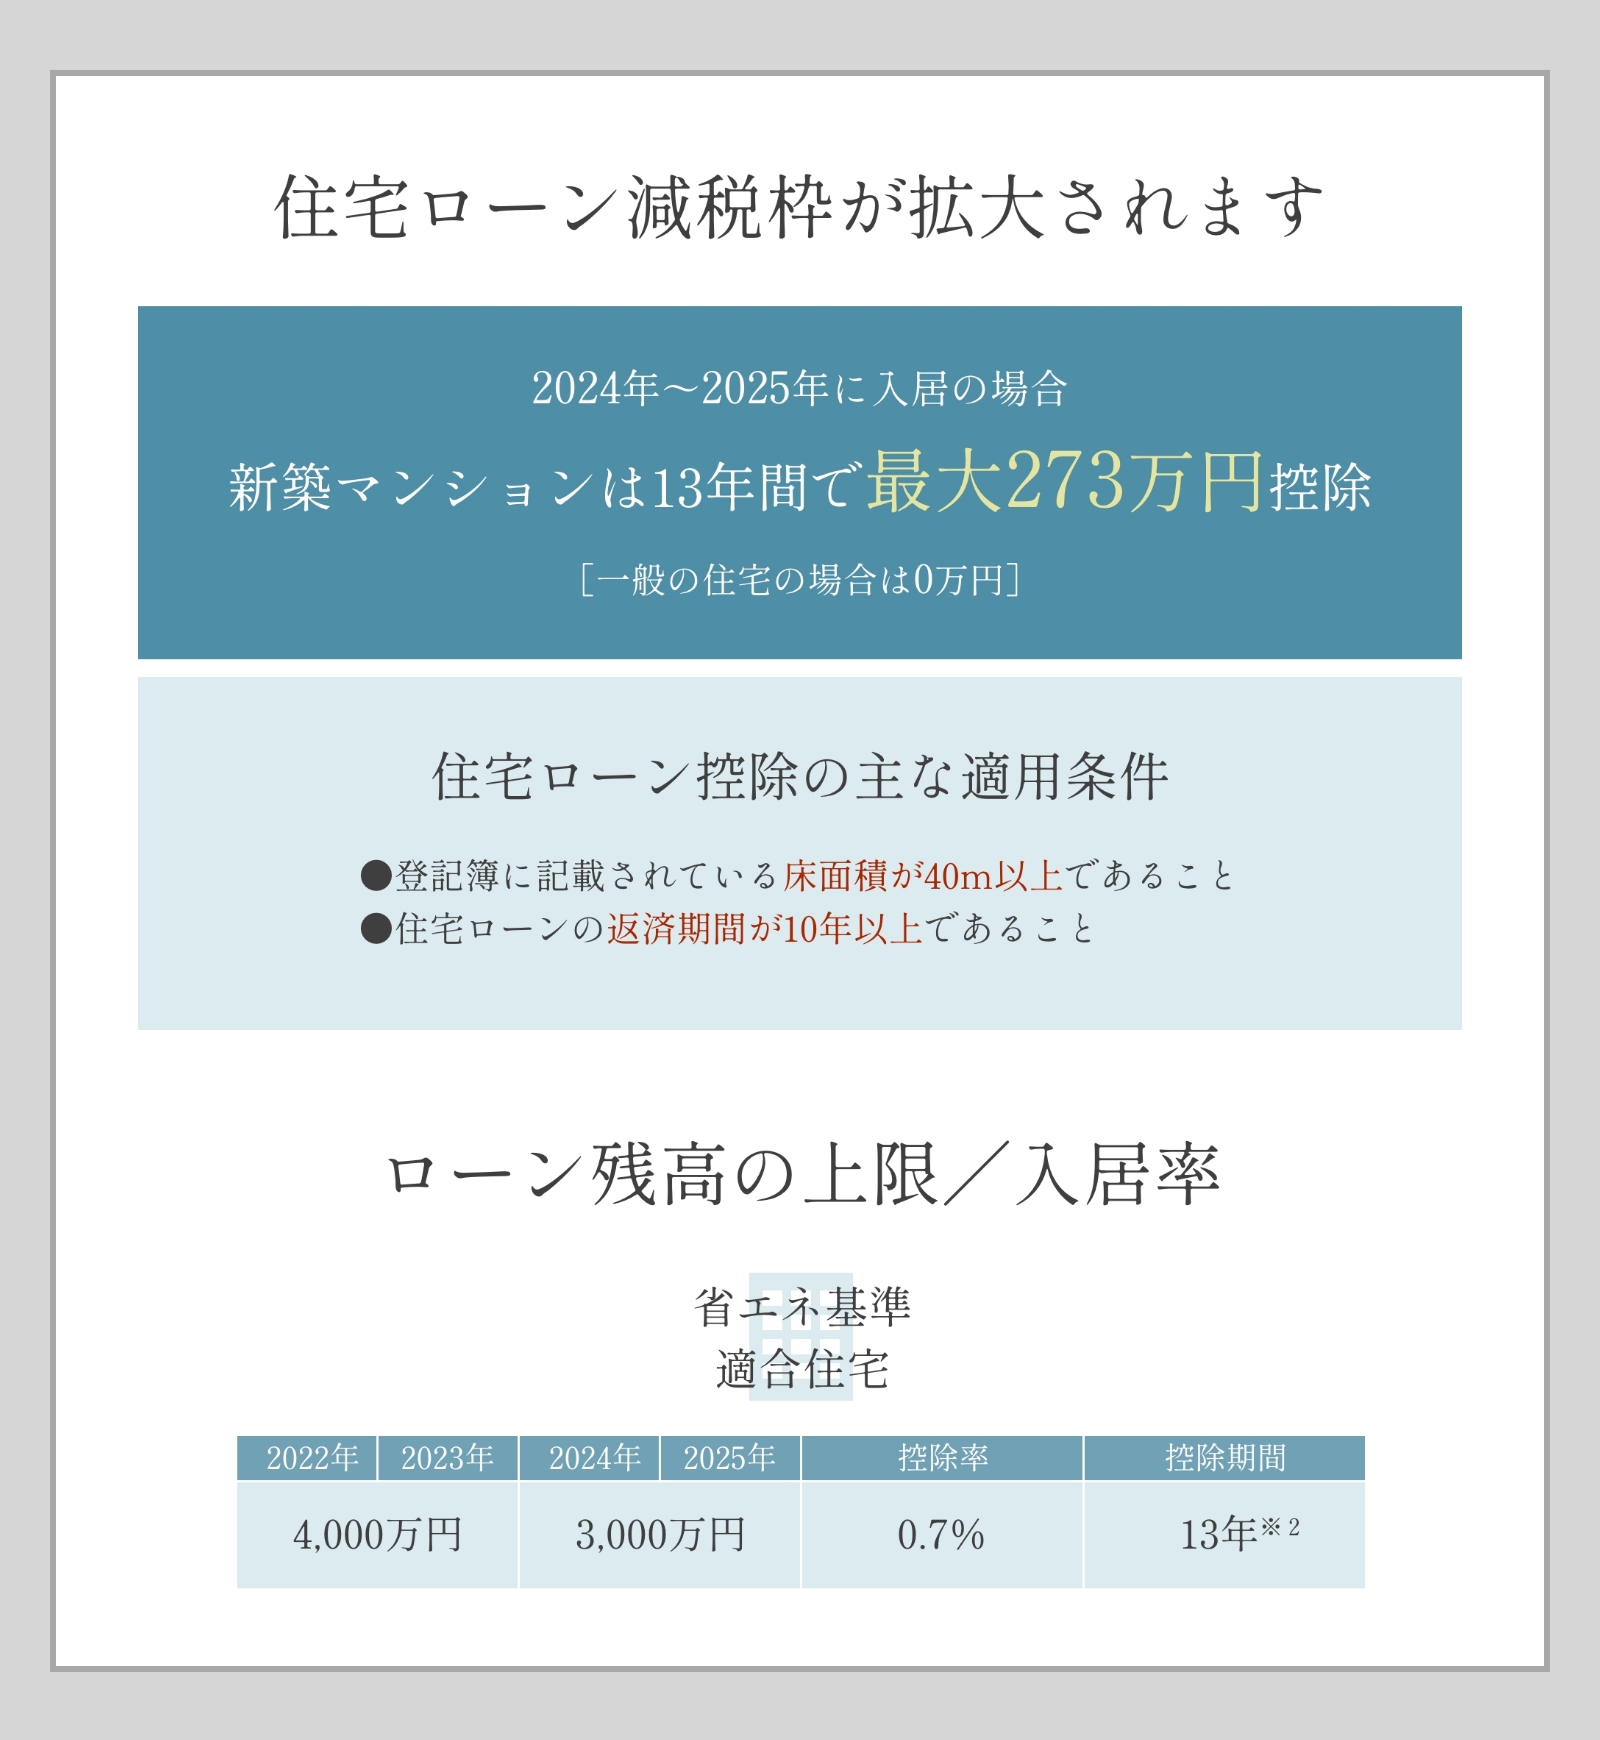 住宅ローン減税枠が拡大されます
2024年～2025年に入居の場合
新築マンションは13年間で最大273万円控除
［一般の住宅の場合は0万円］
住宅ローン控除の主な適用条件
●登記簿に記載されている床面積が40m以上であること
●住宅ローンの返済期間が10年以上であること
ローン残高の上限／入居率
省エネ基準
適合住宅
2022年 2023年 2024年 2025年 控除率 控除期間
4,000万円 3,000万円 0.7% 13年※2